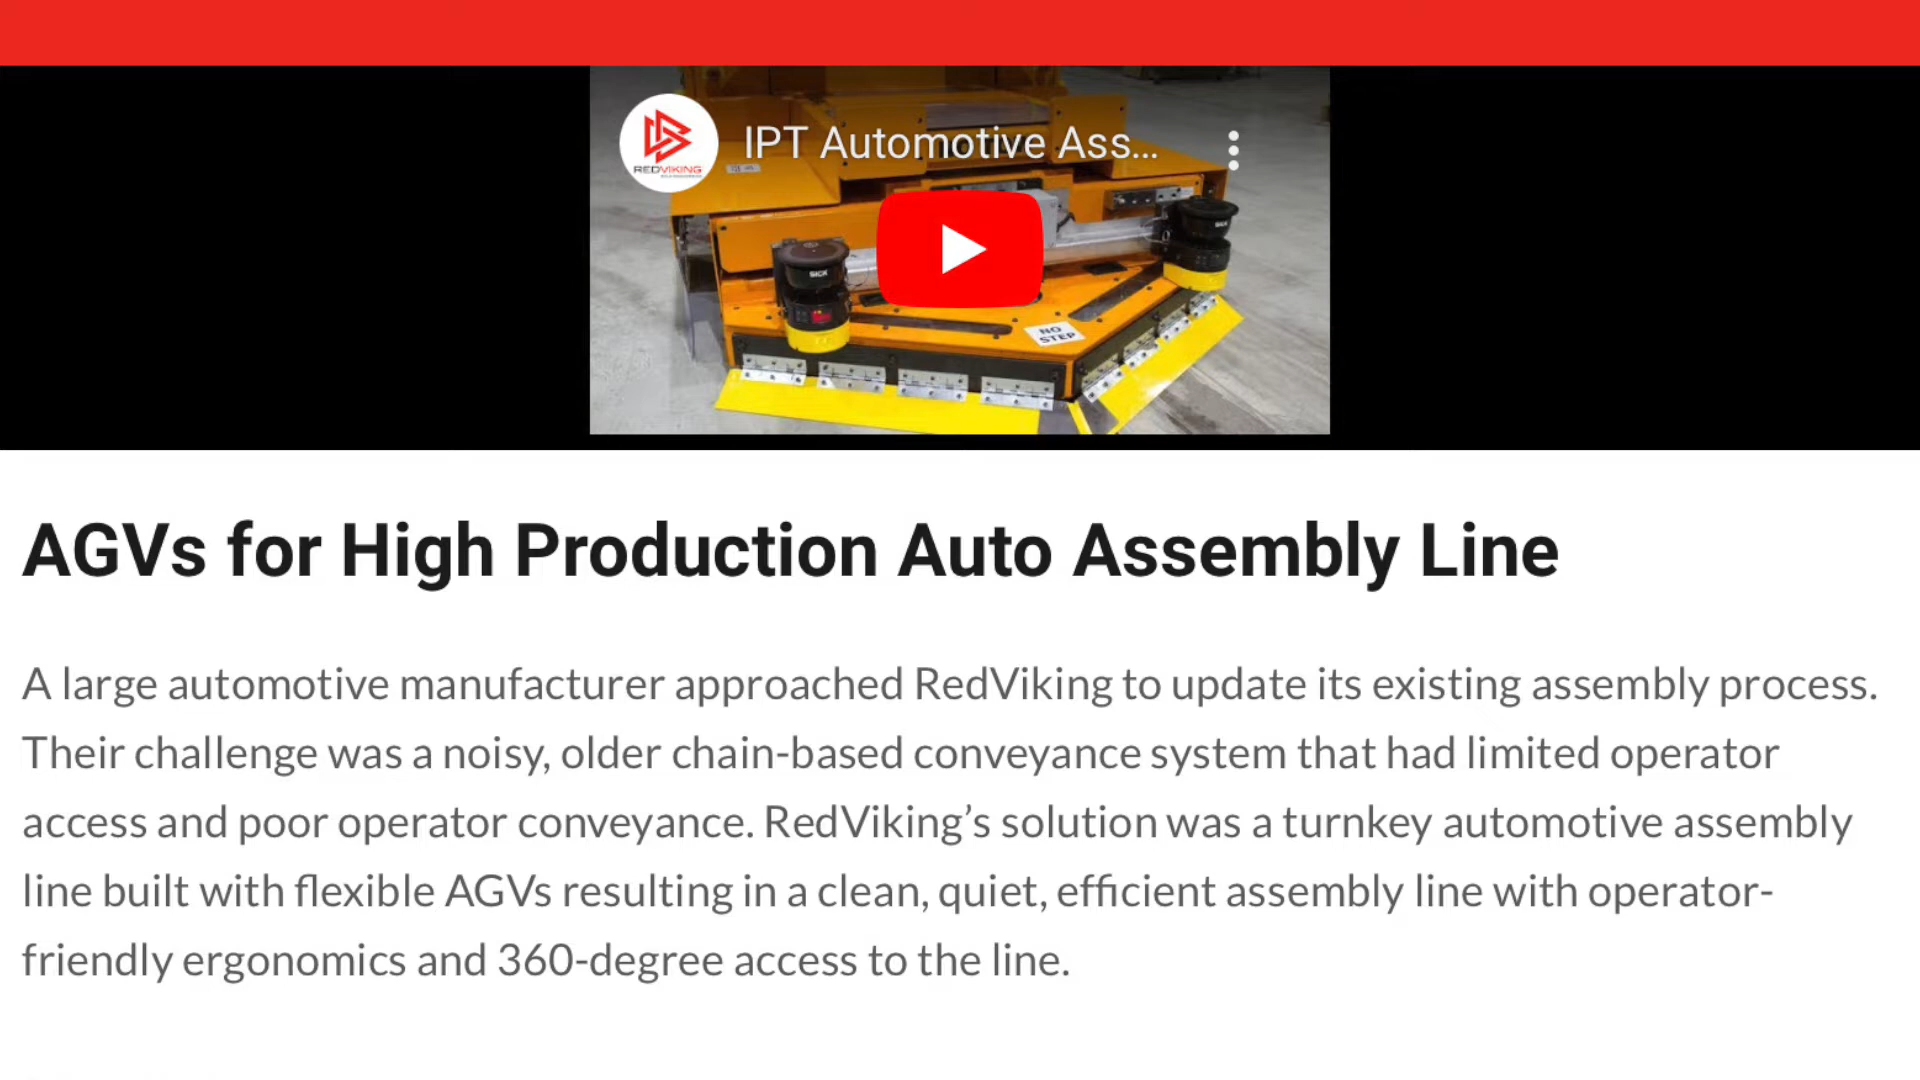 IPT Automotive Ass...
REDVIKING
SICK
SICK
NO
STEP
AGVs for High Production Auto Assembly Line
A large automotive manufacturer approached RedViking to update its existing assembly process.
Their challenge was a noisy, older chain-based conveyance system that had limited operator
access and poor operator conveyance. RedViking’s solution was a turnkey automotive assembly
line built with flexible AGVs resulting in a clean, quiet, efficient assembly line with operator-
friendly ergonomics and 360-degree access to the line.